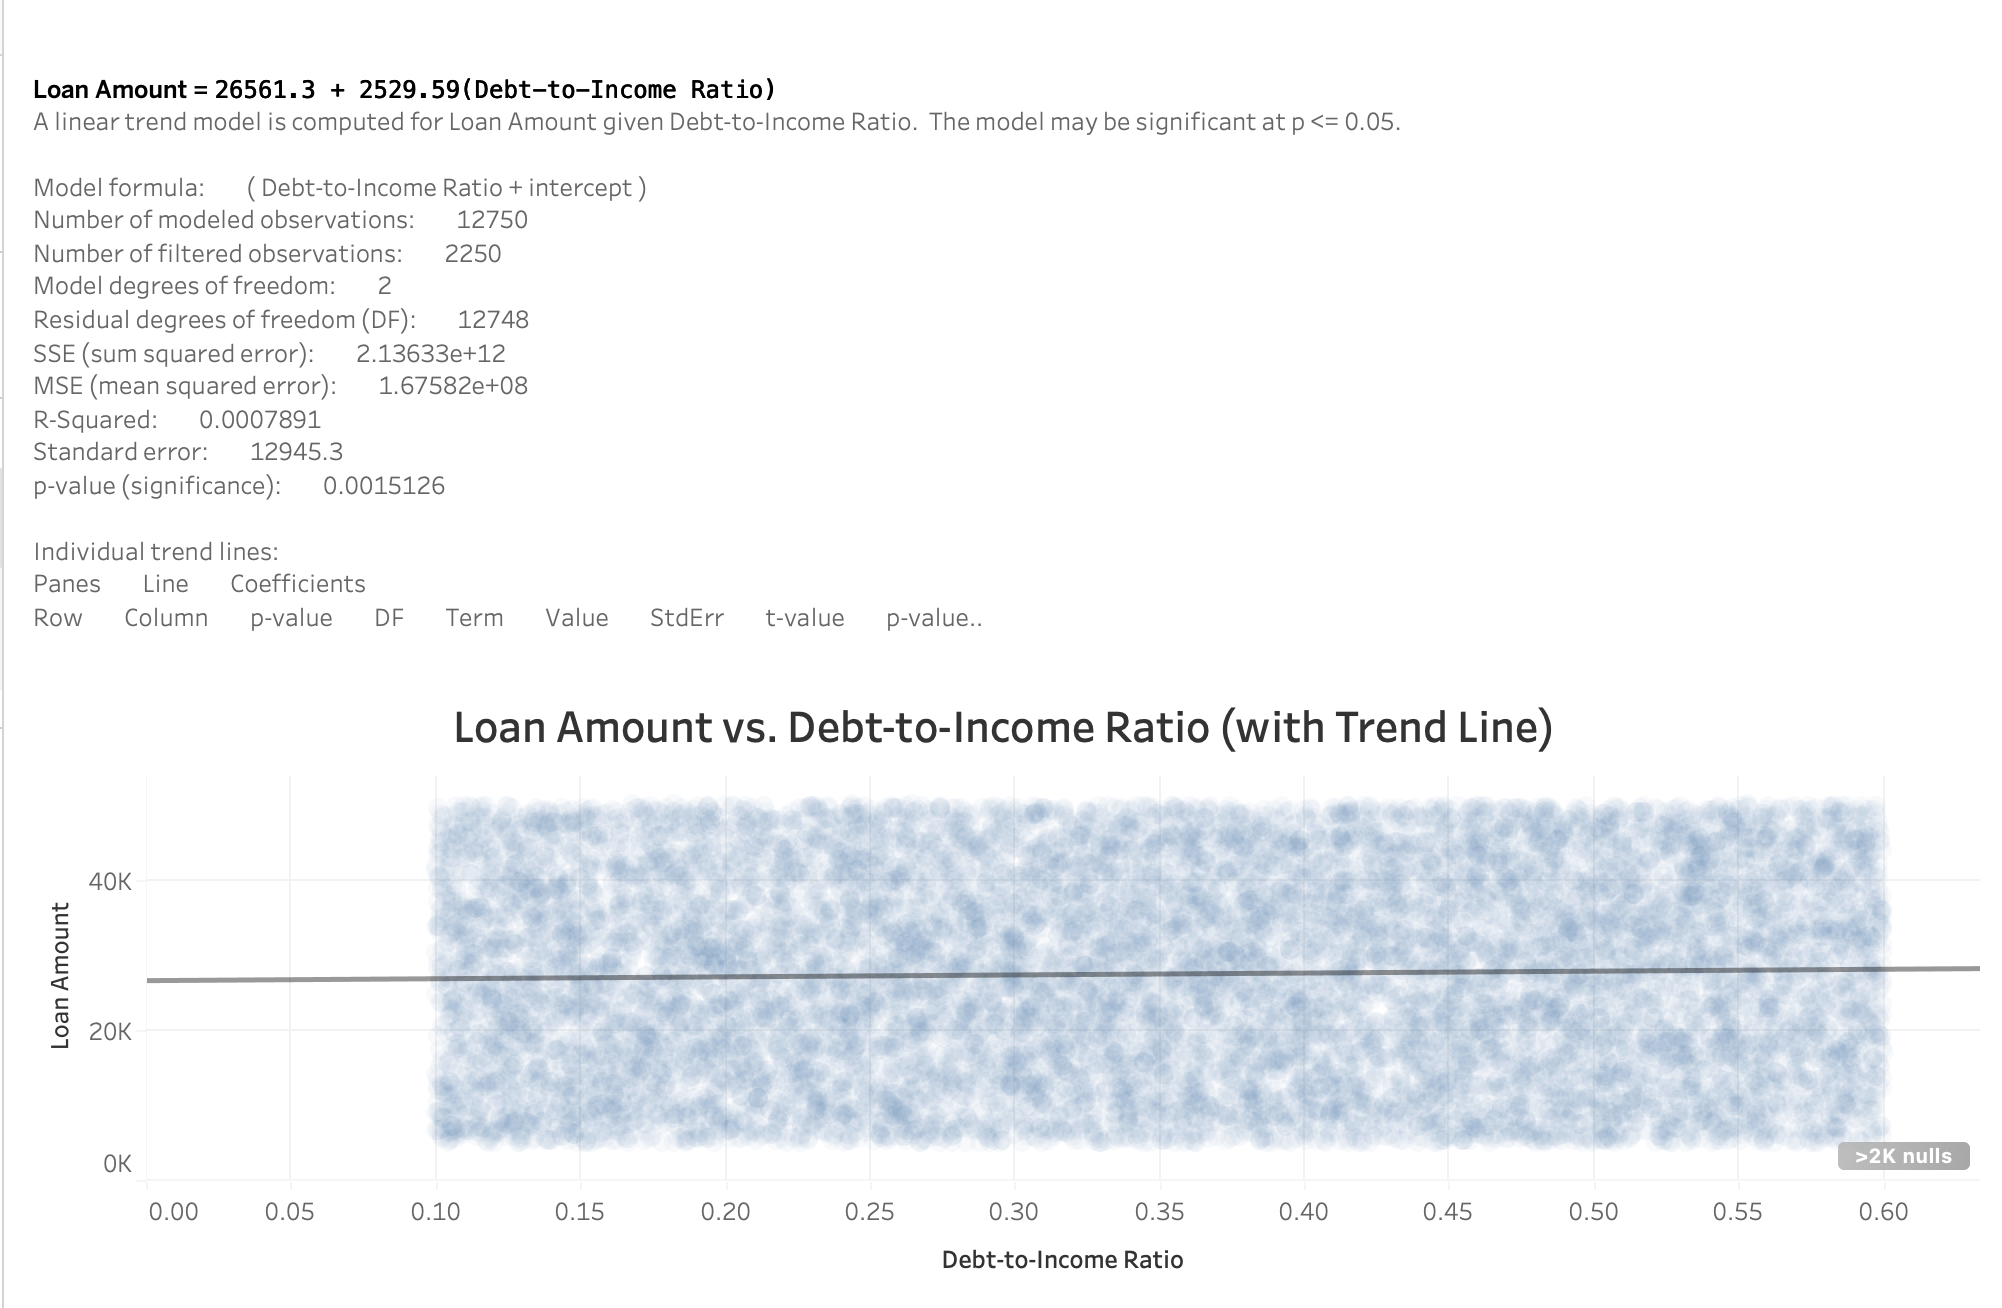 Loan Amount = 26561.3 + 2529.59(Debt-to-Income Ratio)
A linear trend model is computed for Loan Amount given Debt-to-Income Ratio.  The model may be significant at p <= 0.05.
Model formula: ( Debt-to-Income Ratio + intercept )
Number of modeled observations: 12750
Number of filtered observations: 2250
Model degrees of freedom: 2
Residual degrees of freedom (DF): 12748
SSE (sum squared error): 2.13633e+12
MSE (mean squared error): 1.67582e+08
R-Squared: 0.0007891
Standard error: 12945.3
p-value (significance): 0.0015126
Individual trend lines:
Panes Line Coefficients
Row Column p-value DF Term Value StdErr t-value p-value..
Loan Amount vs. Debt-to-Income Ratio (with Trend Line)
Loan Amount
40K
20K
0K
>2K nulls
0.00 0.05 0.10 0.15 0.20 0.25 0.30 0.35 0.40 0.45 0.50 0.55 0.60
Debt-to-Income Ratio